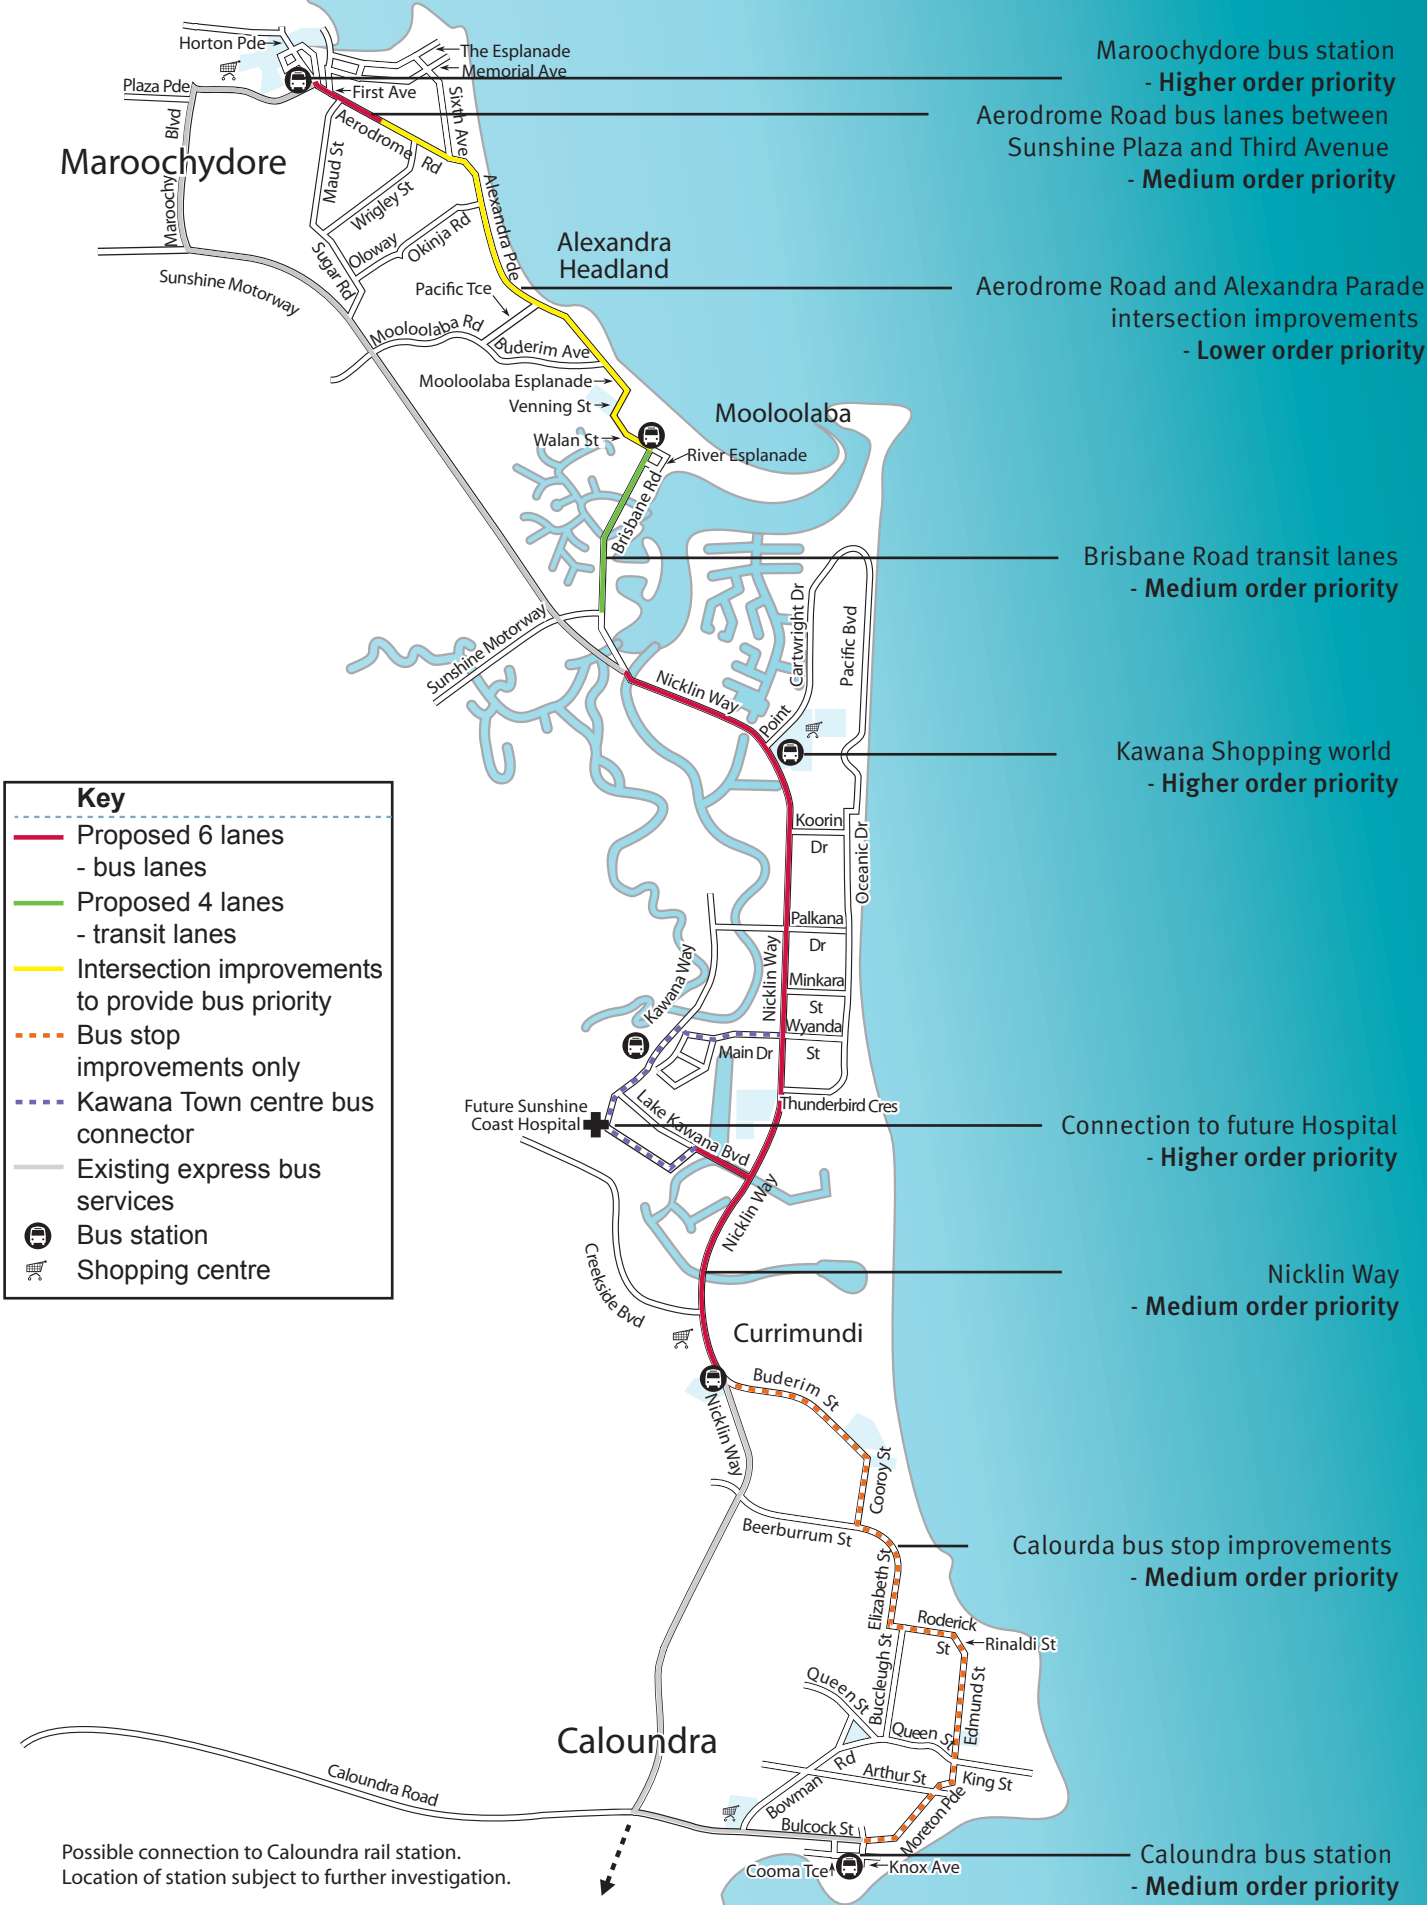 Horton Pde
The Esplanade
Memorial Ave
Plaza Pde
First Ave
Sixth Ave
Aerodrome
Rd
Maroochy
Blvd
Maroochydore
Maud St
Wrigley St
Alexandra Pde
Okinja Rd
Oloway
Sugar Rd
Sunshine Motorway
Alexandra
Headland
Pacific Tce
Mooloolaba Rd
Buderim Ave
Mooloolaba Esplanade
Venning St
Walan St
Mooloolaba
River Esplanade
Brisbane Rd
Sunshine Motorway
Nicklin Way
Point
Cartwright Dr
Pacific Bvd
Koorin
Dr
Oceanic Dr
Palkana
Dr
Nicklin Way
Minkara
St
Wyanda
St
Kawana Way
Main Dr
Thunderbird Cres
Future Sunshine
Coast Hospital
Lake Kawana Bvd
Nicklin Way
Creekside Bvd
Currimundi
Buderim St
Nicklin Way
Cooroy St
Beerburrum St
Elizabeth St
Roderick
St
Rinaldi St
Buccleugh St
Edmund St
Queen St
Queen St
Caloundra
Rd
Bowman
Arthur St
King St
Moreton Pde
Caloundra Road
Bulcock St
Cooma Tce
Knox Ave
Possible connection to Caloundra rail station.
Location of station subject to further investigation.
Key
Proposed 6 lanes
- bus lanes
Proposed 4 lanes
- transit lanes
Intersection improvements
to provide bus priority
Bus stop
improvements only
Kawana Town centre bus
connector
Existing express bus
services
Bus station
Shopping centre
Maroochydore bus station
- Higher order priority
Aerodrome Road bus lanes between
Sunshine Plaza and Third Avenue
- Medium order priority
Aerodrome Road and Alexandra Parade
intersection improvements
- Lower order priority
Brisbane Road transit lanes
- Medium order priority
Kawana Shopping world
- Higher order priority
Connection to future Hospital
- Higher order priority
Nicklin Way
- Medium order priority
Calourda bus stop improvements
- Medium order priority
Caloundra bus station
- Medium order priority